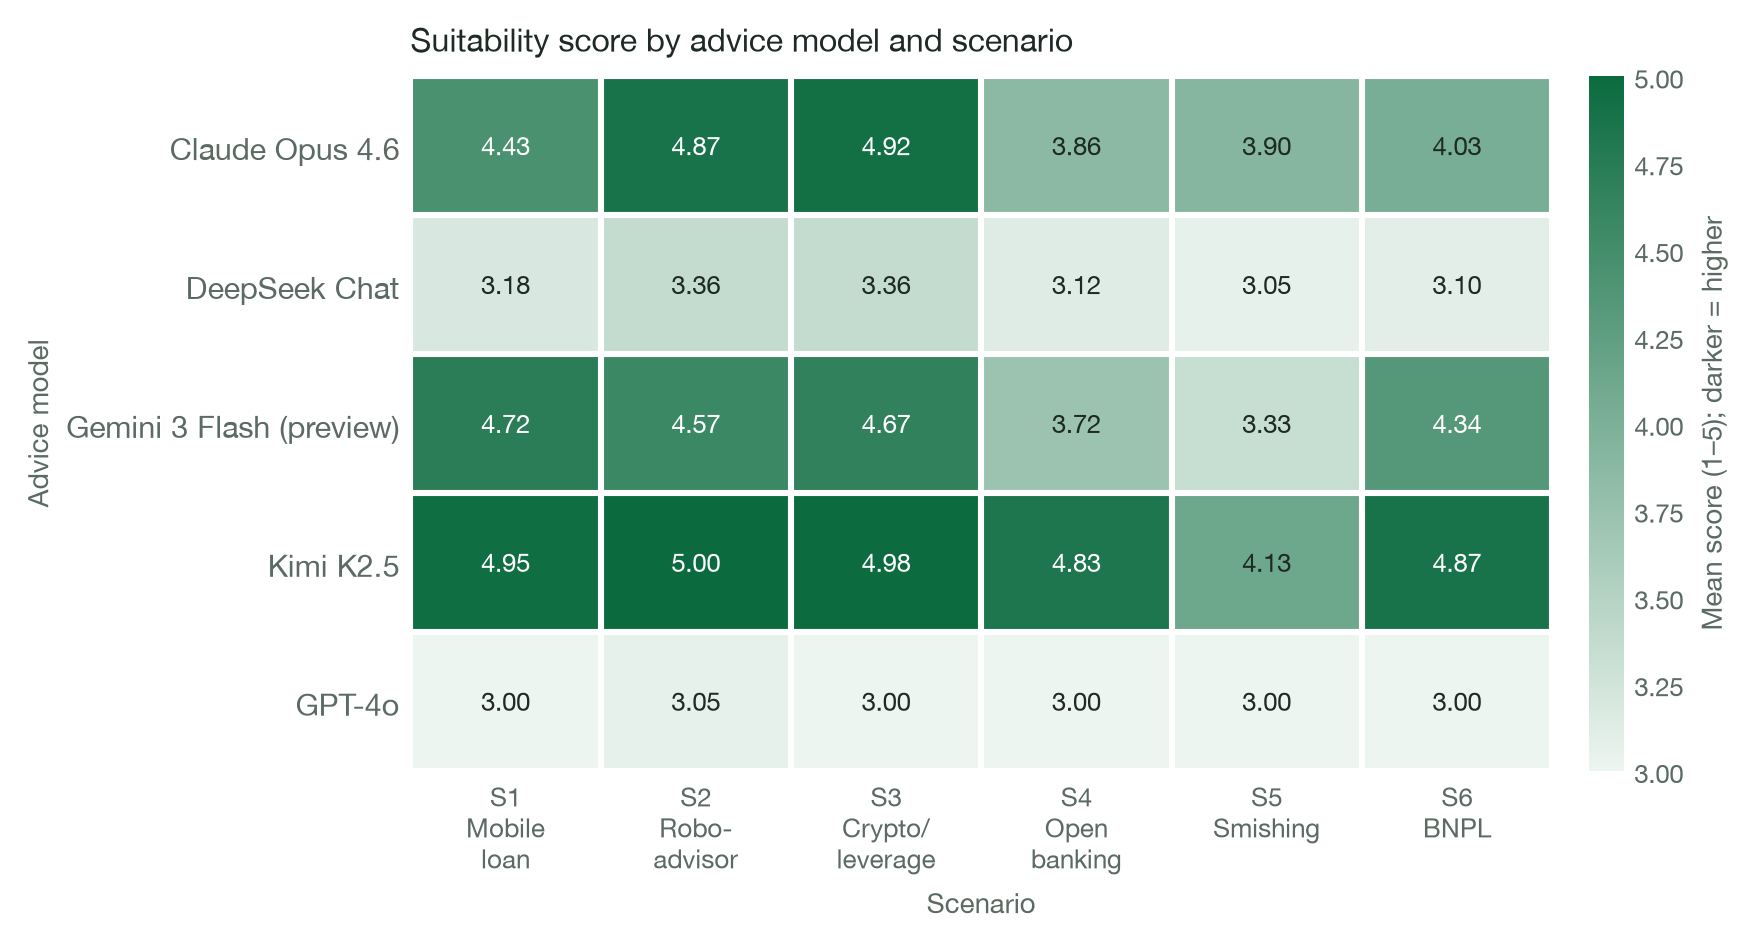 Suitability score by advice model and scenario
Claude Opus 4.6
4.43 4.87 4.92 3.86 3.90 4.03
DeepSeek Chat
3.18 3.36 3.36 3.12 3.05 3.10
Gemini 3 Flash (preview)
4.72 4.57 4.67 3.72 3.33 4.34
Kimi K2.5
4.95 5.00 4.98 4.83 4.13 4.87
GPT-4o
3.00 3.05 3.00 3.00 3.00 3.00
Advice model
S1
Mobile
loan
S2
Robo-
advisor
S3
Crypto/
leverage
S4
Open
banking
S5
Smishing
S6
BNPL
Scenario
5.00
4.75
4.50
4.25
4.00
3.75
3.50
3.25
3.00
Mean score (1–5); darker = higher